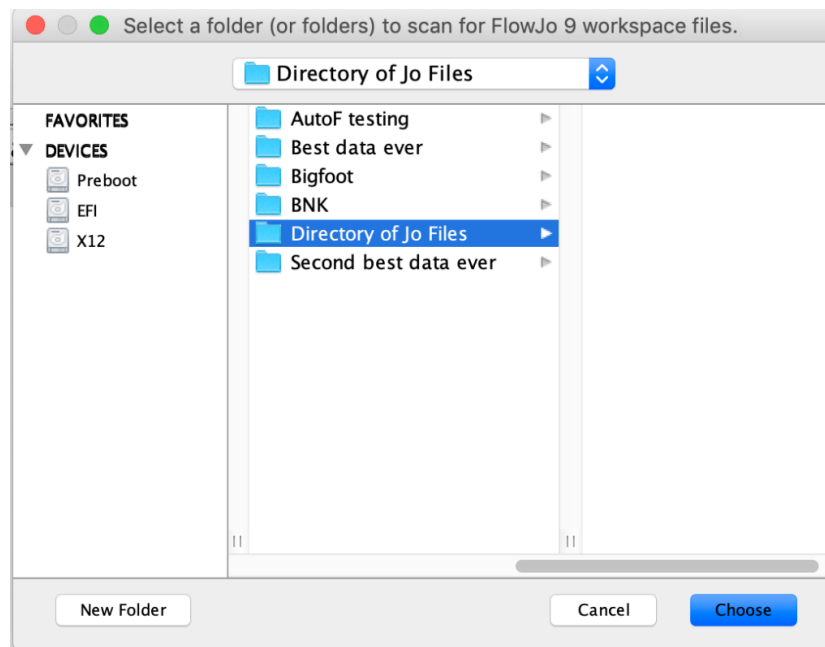 Select a folder (or folders) to scan for FlowJo 9 workspace files.
Directory of Jo Files
FAVORITES
DEVICES
Preboot
EFI
X12
AutoF testing
Best data ever
Bigfoot
BNK
Directory of Jo Files
Second best data ever
New Folder
Cancel
Choose